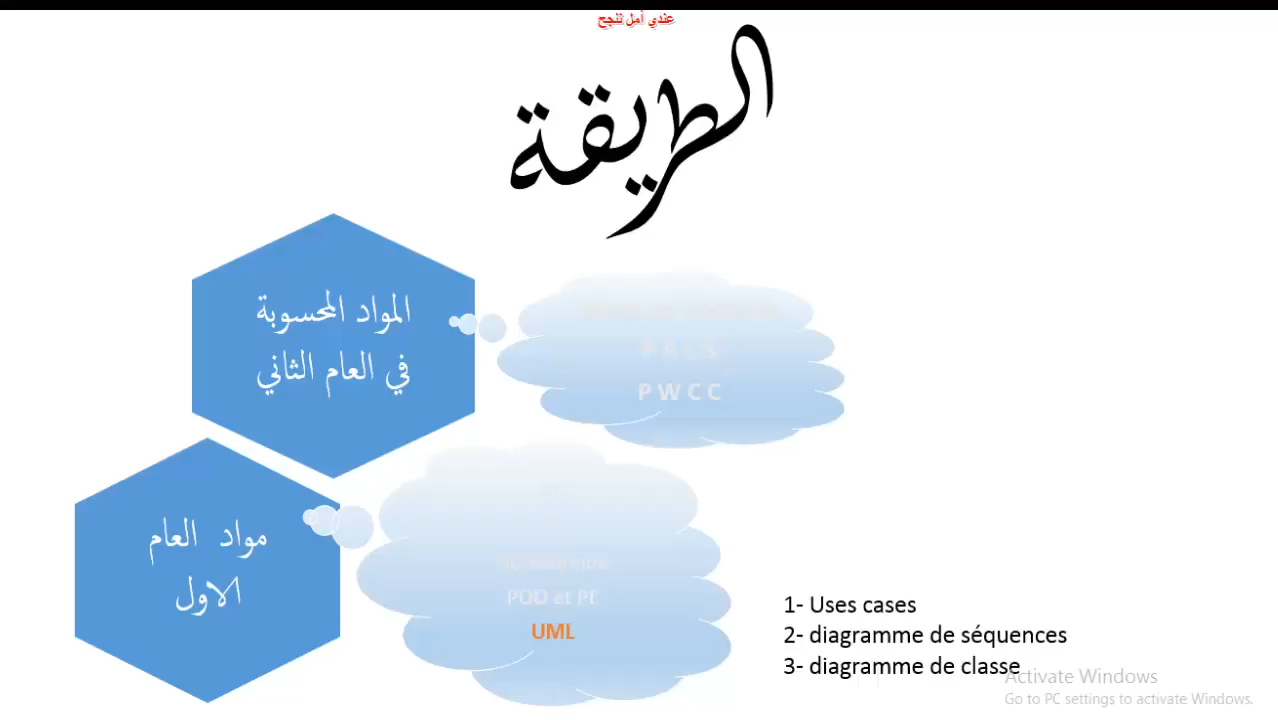 عندي أمل ننجح
الطريقة
المواد المحسوبة
في العام الثاني
P W C C
مواد العام
الاول
POO et PE
UML
1- Uses cases
2- diagramme de séquences
3- diagramme de classe
Activate Windows
Go to PC settings to activate Windows.